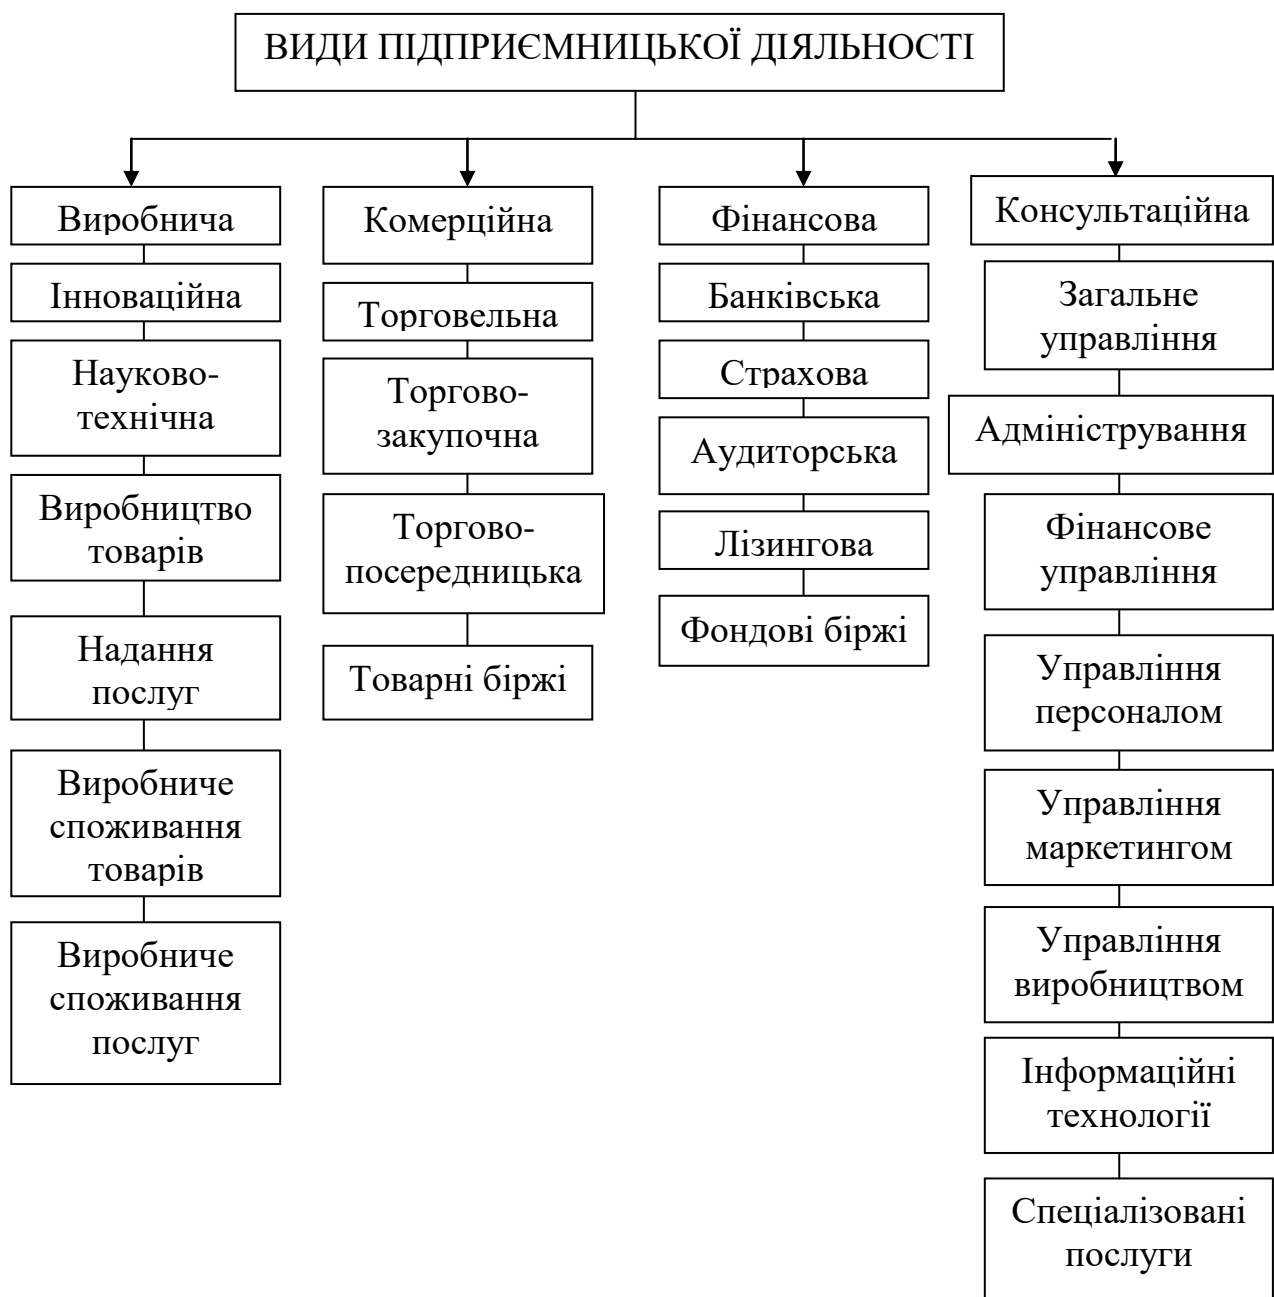 ВИДИ ПІДПРИЄМНИЦЬКОЇ ДІЯЛЬНОСТІ
Виробнича
Інноваційна
Науково-
технічна
Виробництво
товарів
Надання
послуг
Виробниче
споживання
товарів
Виробниче
споживання
послуг
Комерційна
Торговельна
Торгово-
закупочна
Торгово-
посередницька
Товарні біржі
Фінансова
Банківська
Страхова
Аудиторська
Лізингова
Фондові біржі
Консультаційна
Загальне
управління
Адміністрування
Фінансове
управління
Управління
персоналом
Управління
маркетингом
Управління
виробництвом
Інформаційні
технології
Спеціалізовані
послуги